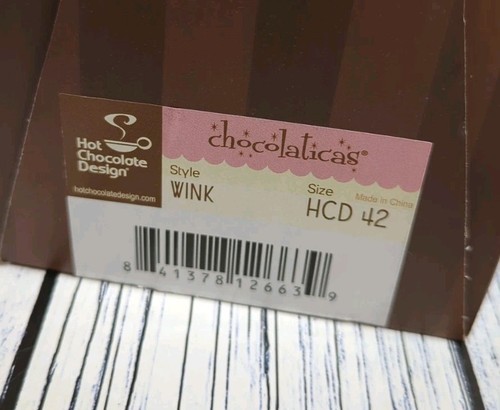 Hot
Chocolate
Design®
hotchocolatedesign.com
chocolaticas®
Style
WINK
Size
HCD 42
Made in China
8 41378 12663 9